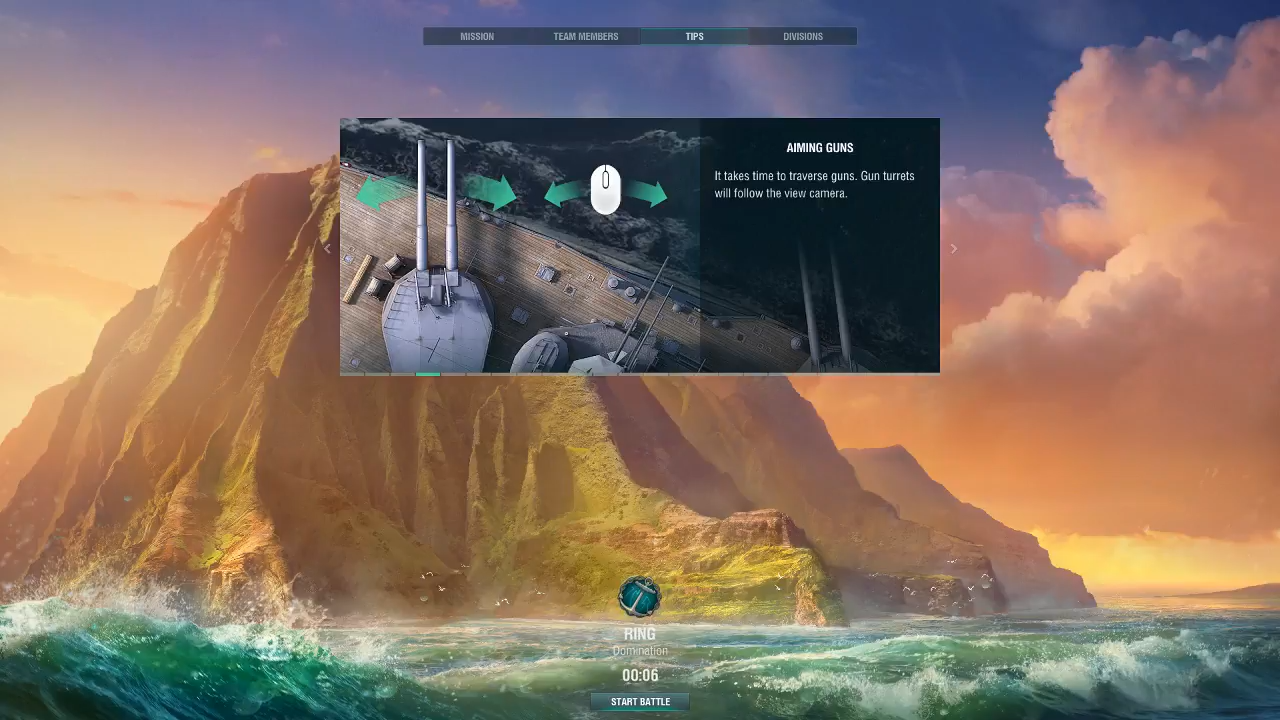 MISSION
TEAM MEMBERS
TIPS
DIVISIONS
AIMING GUNS
It takes time to traverse guns. Gun turrets
will follow the view camera.
RING
Domination
00:06
START BATTLE